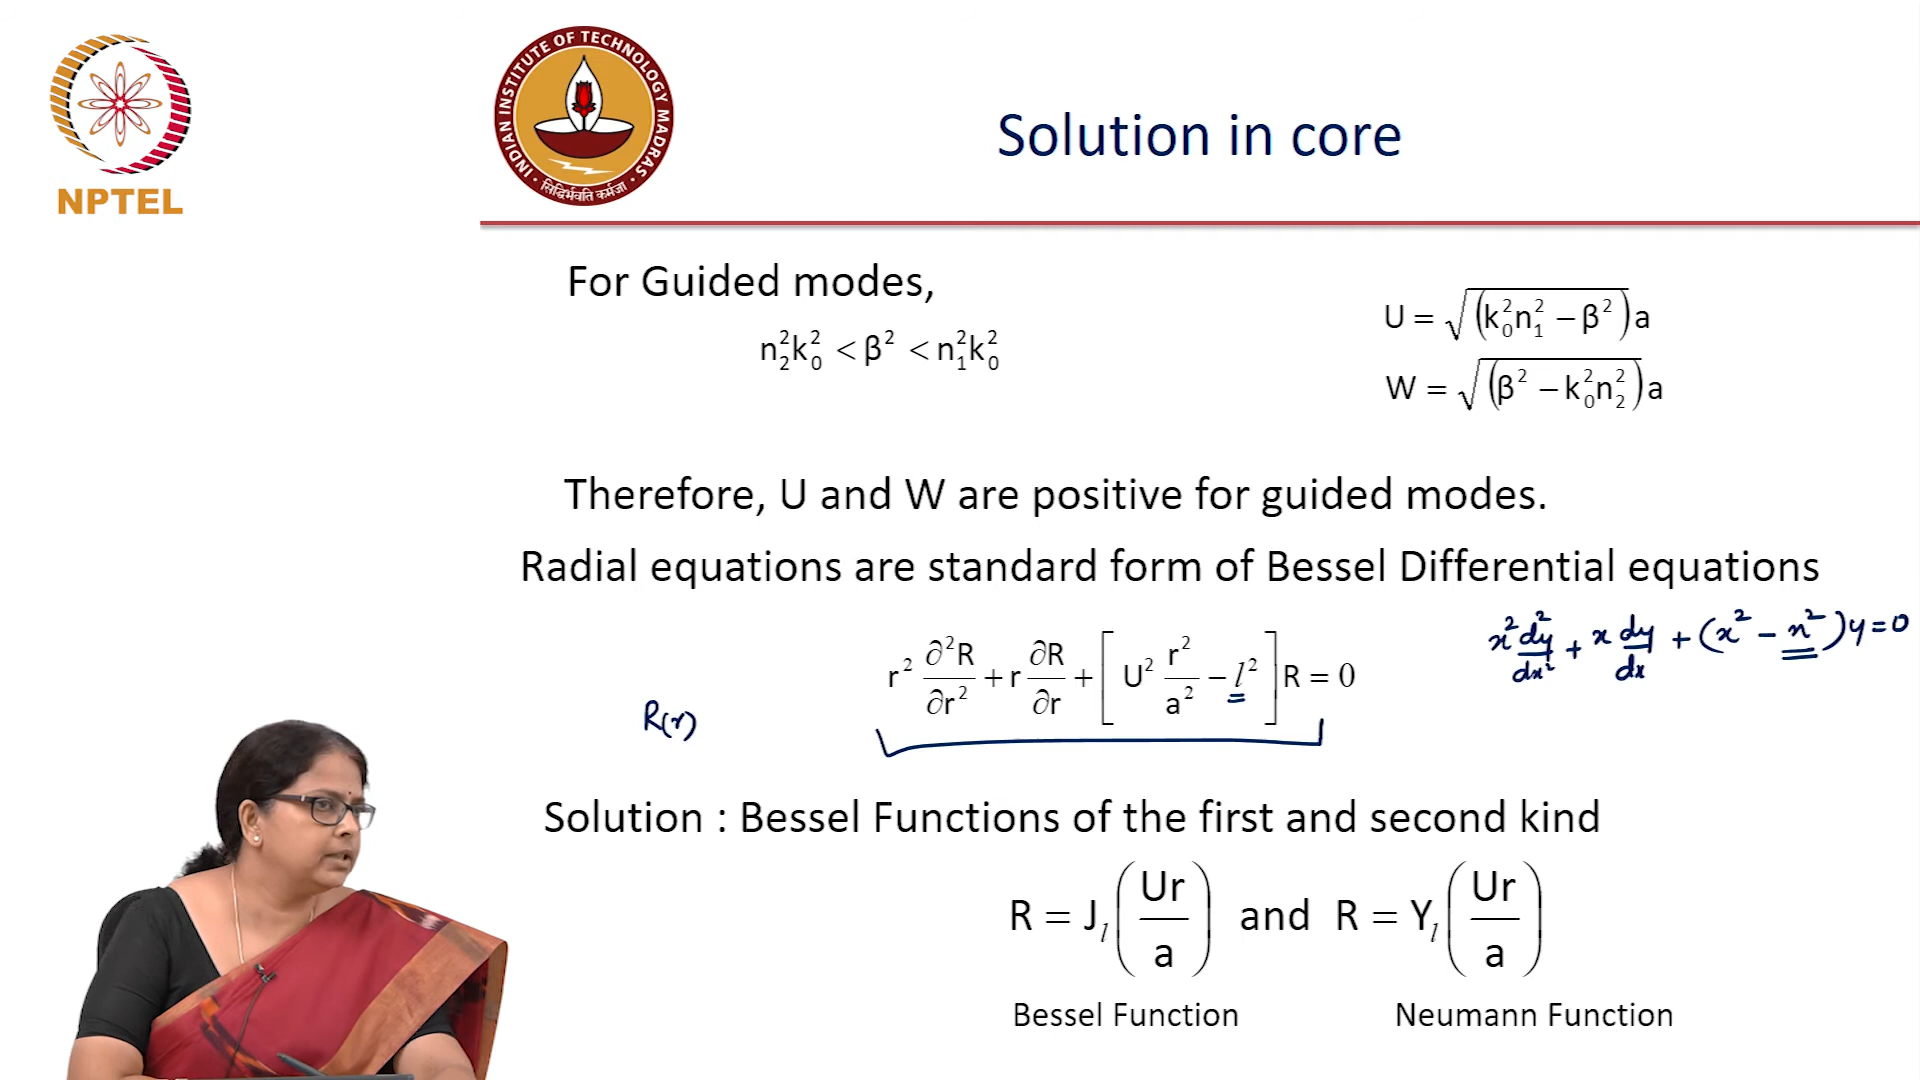 NPTEL
INDIAN INSTITUTE OF TECHNOLOGY MADRAS
सिद्धिर्भवति कर्मजा
Solution in core
For Guided modes,
n₂²k₀² < β² < n₁²k₀²
U = √(k₀²n₁² − β²)a
W = √(β² − k₀²n₂²)a
Therefore, U and W are positive for guided modes.
Radial equations are standard form of Bessel Differential equations
x² d²y/dx² + x dy/dx + (x² − n²)y = 0
r² ∂²R/∂r² + r ∂R/∂r + [U² r²/a² − l²]R = 0
R(r)
Solution : Bessel Functions of the first and second kind
R = Jₗ(Ur/a) and R = Yₗ(Ur/a)
Bessel Function Neumann Function